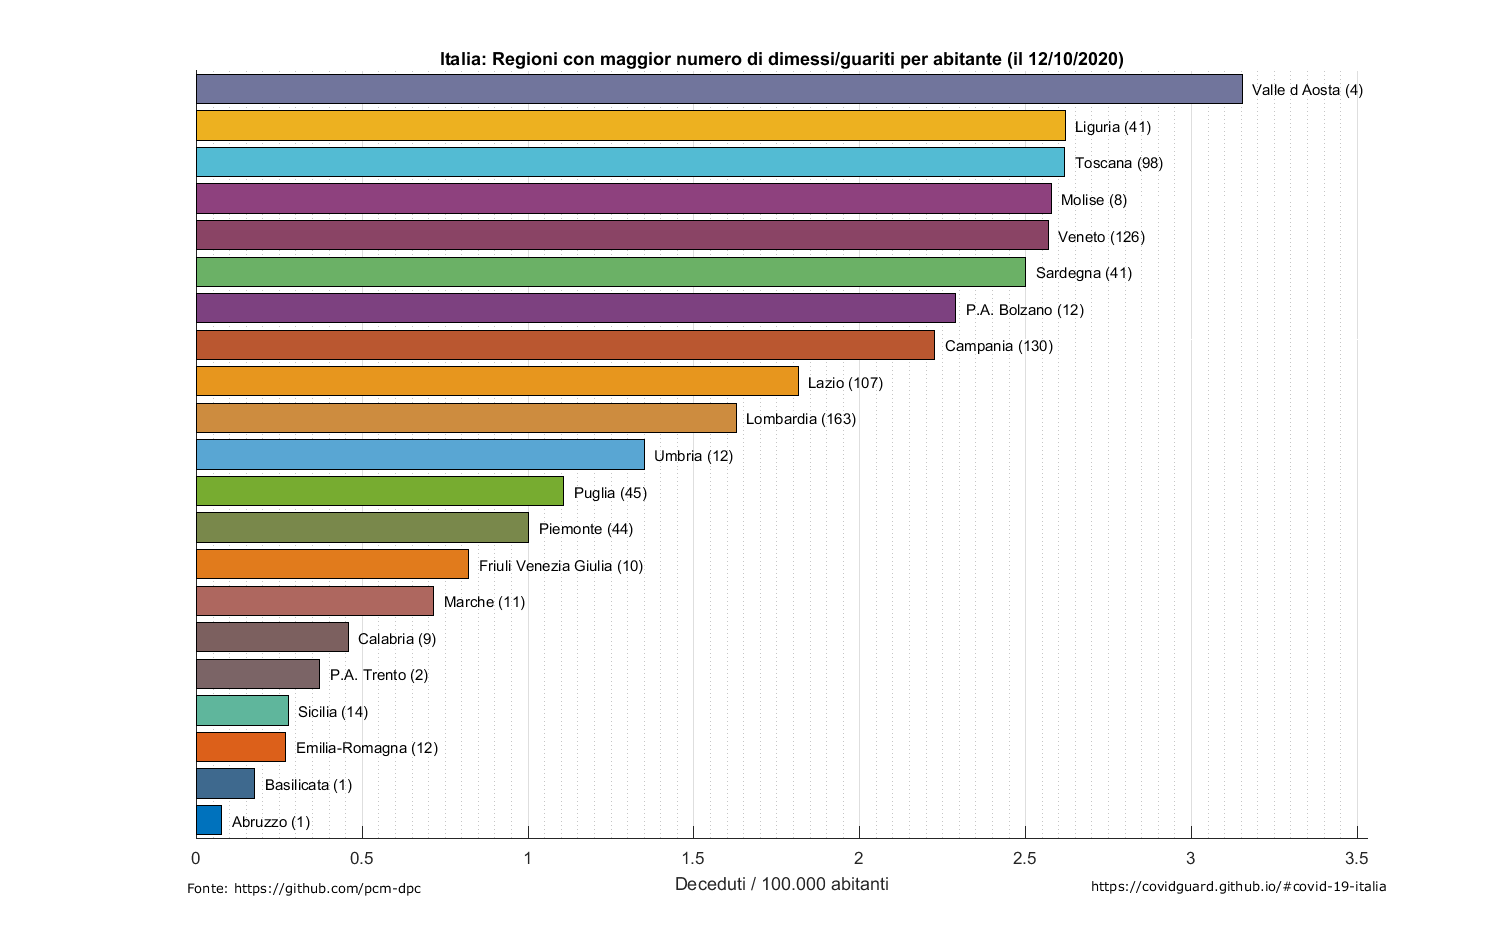 Italia: Regioni con maggior numero di dimessi/guariti per abitante (il 12/10/2020)
Valle d Aosta (4)
Liguria (41)
Toscana (98)
Molise (8)
Veneto (126)
Sardegna (41)
P.A. Bolzano (12)
Campania (130)
Lazio (107)
Lombardia (163)
Umbria (12)
Puglia (45)
Piemonte (44)
Friuli Venezia Giulia (10)
Marche (11)
Calabria (9)
P.A. Trento (2)
Sicilia (14)
Emilia-Romagna (12)
Basilicata (1)
Abruzzo (1)
0 0.5 1 1.5 2 2.5 3 3.5
Deceduti / 100.000 abitanti
Fonte: https://github.com/pcm-dpc
https://covidguard.github.io/#covid-19-italia